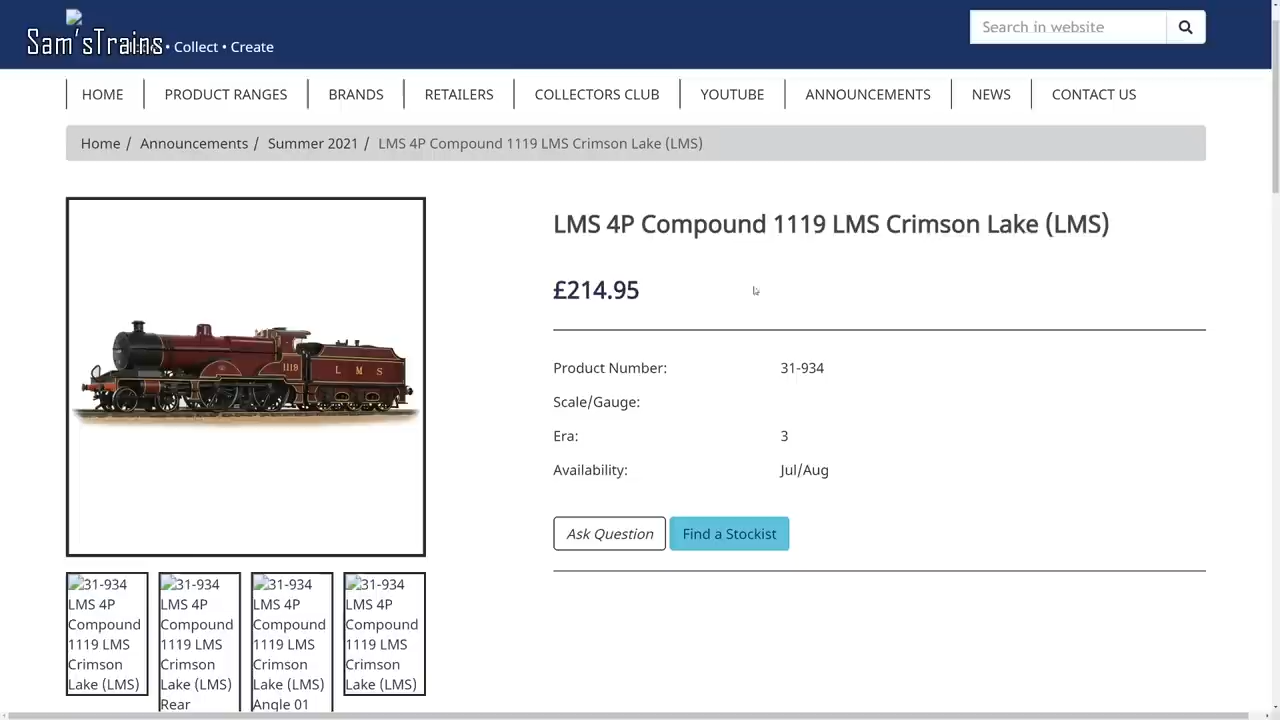 Sam'sTrains
• Collect • Create
Search in website
HOME
PRODUCT RANGES
BRANDS
RETAILERS
COLLECTORS CLUB
YOUTUBE
ANNOUNCEMENTS
NEWS
CONTACT US
Home / Announcements / Summer 2021 / LMS 4P Compound 1119 LMS Crimson Lake (LMS)
LMS 4P Compound 1119 LMS Crimson Lake (LMS)
£214.95
1119
L M S
Product Number: 31-934
Scale/Gauge:
Era: 3
Availability: Jul/Aug
Ask Question
Find a Stockist
31-934
LMS 4P
Compound
1119 LMS
Crimson
Lake (LMS)
31-934
LMS 4P
Compound
1119 LMS
Crimson
Lake (LMS)
Rear
31-934
LMS 4P
Compound
1119 LMS
Crimson
Lake (LMS)
Angle 01
31-934
LMS 4P
Compound
1119 LMS
Crimson
Lake (LMS)